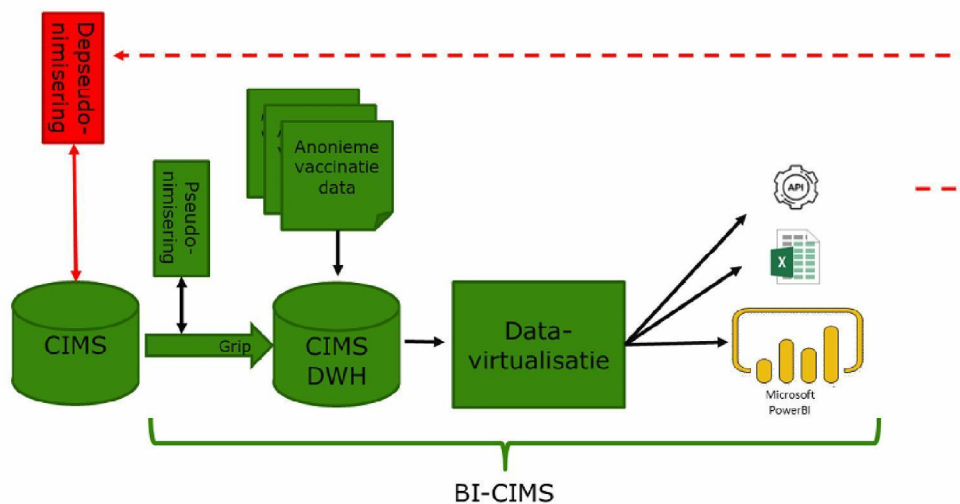 Depseudo-
nimisering
Pseudo-
nimisering
Anonieme
vaccinatie
data
API
X
CIMS
Grip
CIMS
DWH
Data-
virtualisatie
Microsoft
PowerBI
BI-CIMS